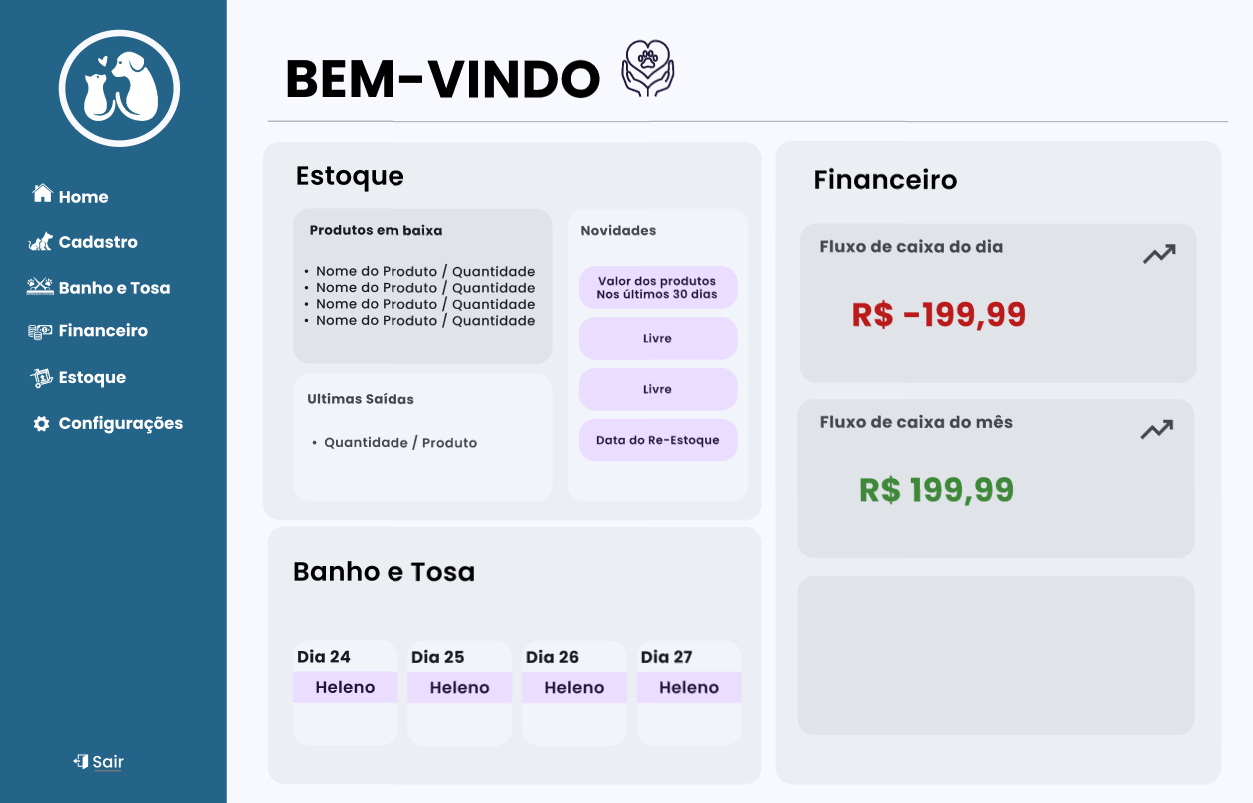 BEM-VINDO
Home
Cadastro
Banho e Tosa
Financeiro
Estoque
Configurações
Sair
Estoque
Produtos em baixa
• Nome do Produto / Quantidade
• Nome do Produto / Quantidade
• Nome do Produto / Quantidade
• Nome do Produto / Quantidade
Ultimas Saídas
• Quantidade / Produto
Novidades
Valor dos produtos
Nos últimos 30 dias
Livre
Livre
Data do Re-Estoque
Banho e Tosa
Dia 24
Heleno
Dia 25
Heleno
Dia 26
Heleno
Dia 27
Heleno
Financeiro
Fluxo de caixa do dia
R$ -199,99
Fluxo de caixa do mês
R$ 199,99